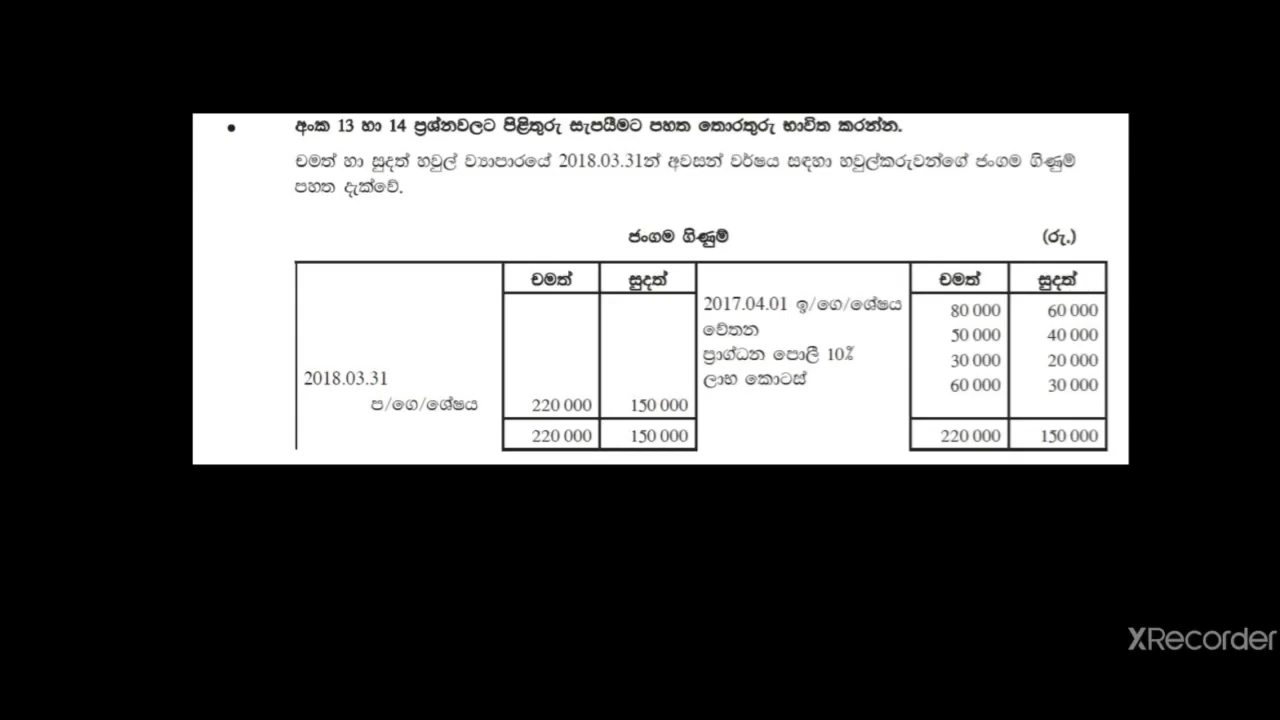 • අංක 13 හා 14 ප්‍රශ්නවලට පිළිතුරු සැපයීමට පහත තොරතුරු භාවිත කරන්න.
චමත් හා සුදත් හවුල් ව්‍යාපාරයේ 2018.03.31න් අවසන් වර්ෂය සඳහා හවුල්කරුවන්ගේ ජංගම ගිණුම්
පහත දැක්වේ.
ජංගම ගිණුම් (රු.)
චමත් සුදත් චමත් සුදත්
2017.04.01 ඉ/ගෙ/ශේෂය 80 000 60 000
වේතන 50 000 40 000
ප්‍රාග්ධන පොලී 10% 30 000 20 000
2018.03.31 ලාභ කොටස් 60 000 30 000
ප/ගෙ/ශේෂය 220 000 150 000
220 000 150 000 220 000 150 000
XRecorder